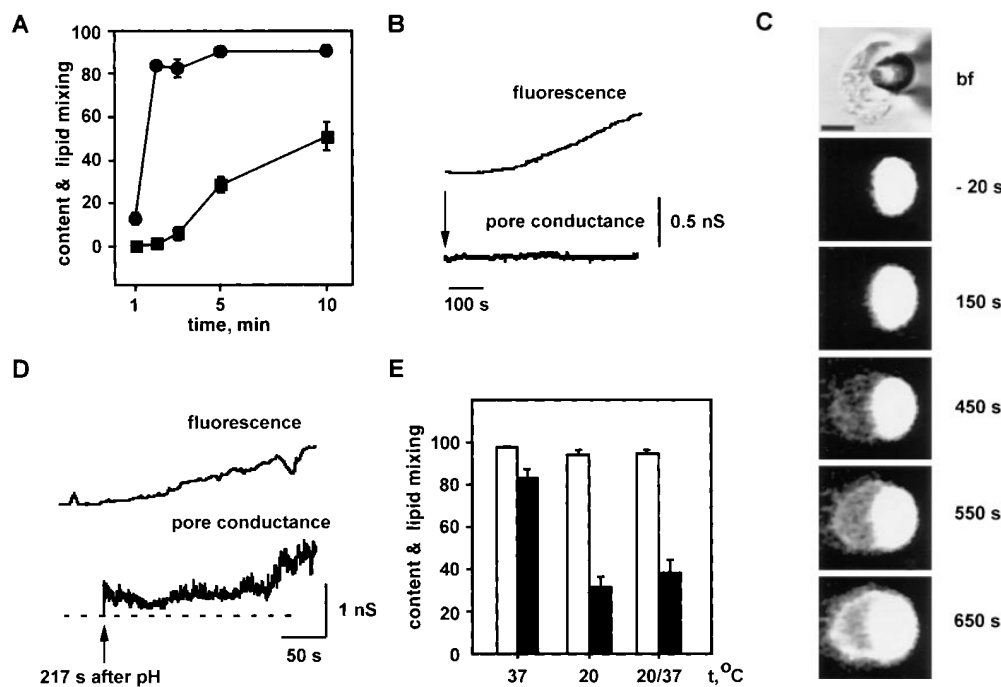 A
content & lipid mixing
100
80
60
40
20
0
1
5
10
time, min
B
fluorescence
pore conductance
0.5 nS
100 s
C
bf
- 20 s
150 s
450 s
550 s
650 s
D
fluorescence
pore conductance
1 nS
50 s
217 s after pH
E
content & lipid mixing
100
80
60
40
20
0
37
20
20/37
t, °C